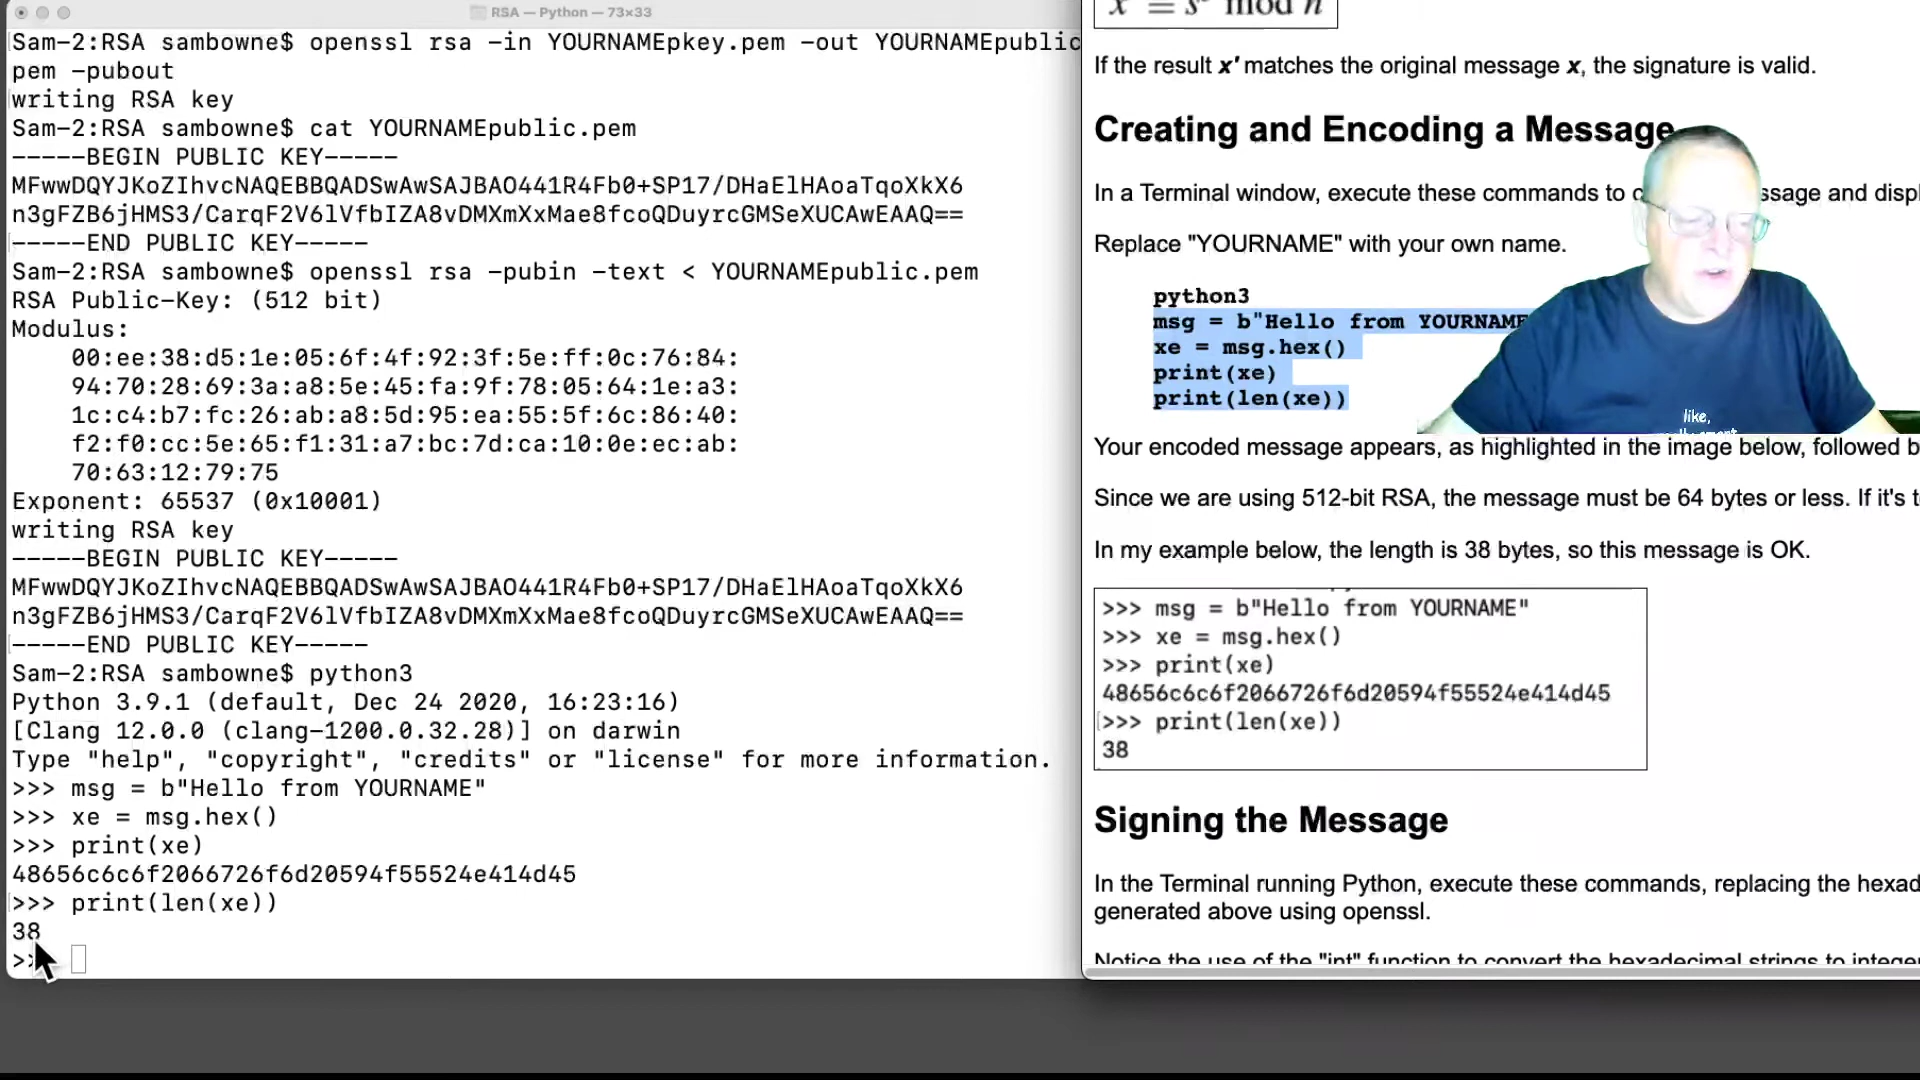 RSA — Python — 73×33
Sam-2:RSA sambowne$ openssl rsa -in YOURNAMEpkey.pem -out YOURNAMEpublic
pem -pubout
writing RSA key
Sam-2:RSA sambowne$ cat YOURNAMEpublic.pem
-----BEGIN PUBLIC KEY-----
MFwwDQYJKoZIhvcNAQEBBQADSwAwSAJBAO441R4Fb0+SP17/DHaElHAoaTqoXkX6
n3gFZB6jHMS3/CarqF2V6lVfbIZA8vDMXmXxMae8fcoQDuyrcGMSeXUCAwEAAQ==
-----END PUBLIC KEY-----
Sam-2:RSA sambowne$ openssl rsa -pubin -text < YOURNAMEpublic.pem
RSA Public-Key: (512 bit)
Modulus:
00:ee:38:d5:1e:05:6f:4f:92:3f:5e:ff:0c:76:84:
94:70:28:69:3a:a8:5e:45:fa:9f:78:05:64:1e:a3:
1c:c4:b7:fc:26:ab:a8:5d:95:ea:55:5f:6c:86:40:
f2:f0:cc:5e:65:f1:31:a7:bc:7d:ca:10:0e:ec:ab:
70:63:12:79:75
Exponent: 65537 (0x10001)
writing RSA key
-----BEGIN PUBLIC KEY-----
MFwwDQYJKoZIhvcNAQEBBQADSwAwSAJBAO441R4Fb0+SP17/DHaElHAoaTqoXkX6
n3gFZB6jHMS3/CarqF2V6lVfbIZA8vDMXmXxMae8fcoQDuyrcGMSeXUCAwEAAQ==
-----END PUBLIC KEY-----
Sam-2:RSA sambowne$ python3
Python 3.9.1 (default, Dec 24 2020, 16:23:16)
[Clang 12.0.0 (clang-1200.0.32.28)] on darwin
Type "help", "copyright", "credits" or "license" for more information.
>>> msg = b"Hello from YOURNAME"
>>> xe = msg.hex()
>>> print(xe)
48656c6c6f2066726f6d20594f55524e414d45
>>> print(len(xe))
38
If the result x' matches the original message x, the signature is valid.
Creating and Encoding a Message
In a Terminal window, execute these commands to and
Replace "YOURNAME" with your own name.
python3
msg = b"Hello from YOURNAME
xe = msg.hex()
print(xe)
print(len(xe))
like,
Your encoded message appears, as highlighted in the image below, followed
Since we are using 512-bit RSA, the message must be 64 bytes or less. If it's
In my example below, the length is 38 bytes, so this message is OK.
>>> msg = b"Hello from YOURNAME"
>>> xe = msg.hex()
>>> print(xe)
48656c6c6f2066726f6d20594f55524e414d45
>>> print(len(xe))
38
Signing the Message
In the Terminal running Python, execute these commands, replacing the
generated above using openssl.
Notice the use of the "int" function to convert the hexadecimal strings to